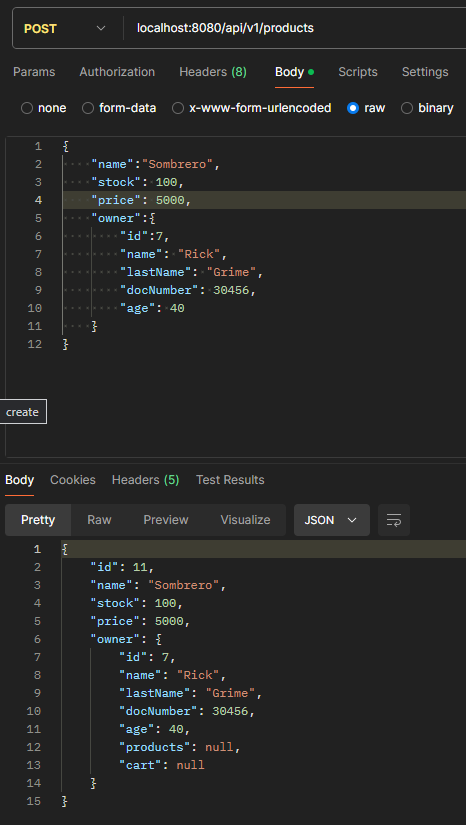 POST localhost:8080/api/v1/products
Params Authorization Headers (8) Body Scripts Settings
none form-data x-www-form-urlencoded raw binary
1 {
2 "name":"Sombrero",
3 "stock": 100,
4 "price": 5000,
5 "owner":{
6 "id":7,
7 "name": "Rick",
8 "lastName": "Grime",
9 "docNumber": 30456,
10 "age": 40
11 }
12 }
create
Body Cookies Headers (5) Test Results
Pretty Raw Preview Visualize JSON
1 {
2 "id": 11,
3 "name": "Sombrero",
4 "stock": 100,
5 "price": 5000,
6 "owner": {
7 "id": 7,
8 "name": "Rick",
9 "lastName": "Grime",
10 "docNumber": 30456,
11 "age": 40,
12 "products": null,
13 "cart": null
14 }
15 }